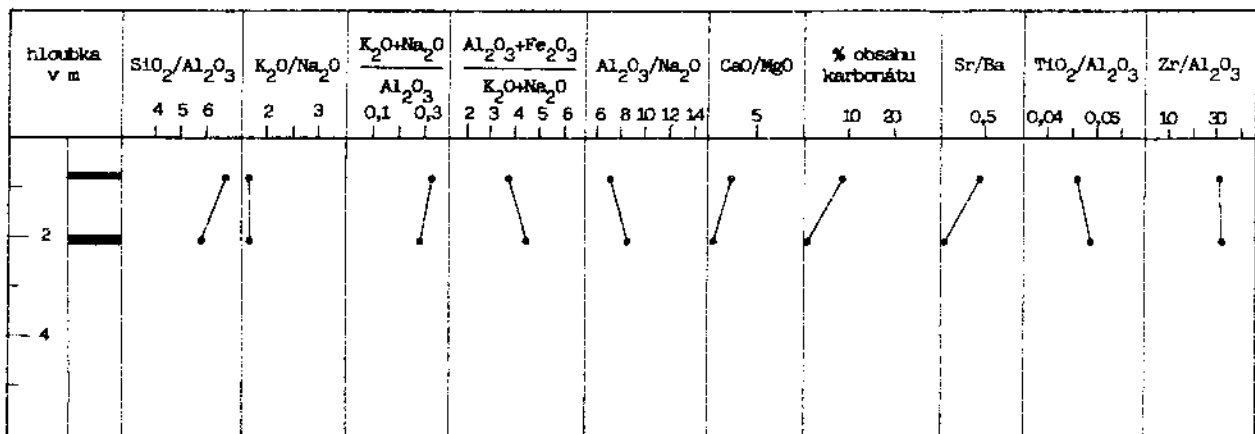 hloubka
v m
SiO₂/Al₂O₃
4 5 6
K₂O/Na₂O
2 3
K₂O+Na₂O
Al₂O₃
0,1 0,3
Al₂O₃+Fe₂O₃
K₂O+Na₂O
2 3 4 5 6
Al₂O₃/Na₂O
6 8 10 12 14
CaO/MgO
5
% obsahu
karbonátu
10 20
Sr/Ba
0,5
TiO₂/Al₂O₃
0,04 0,05
Zr/Al₂O₃
10 30
2
4